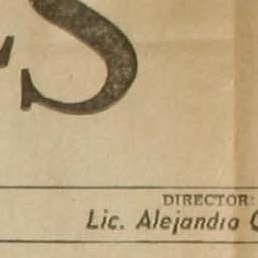 S
DIRECTOR:
Lic. Alejandro